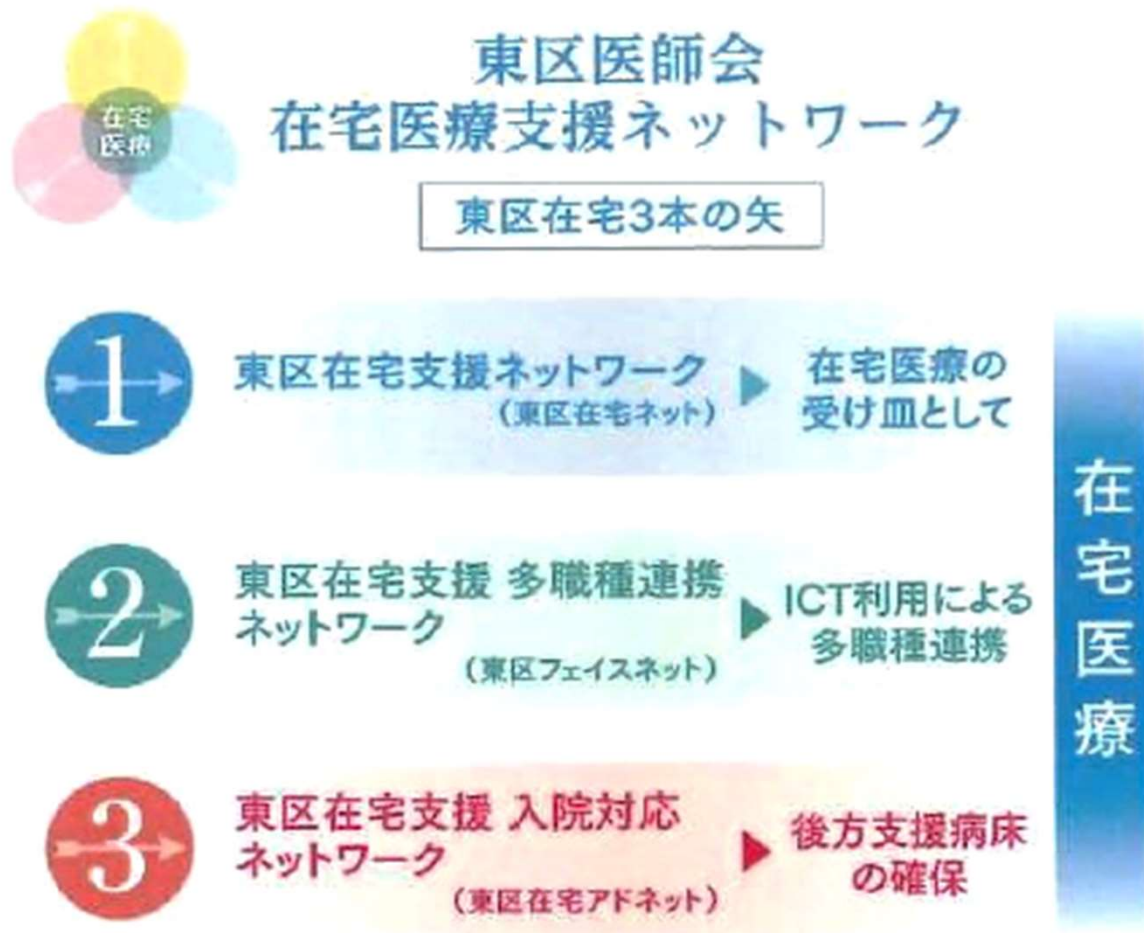 在宅
医療
東区医師会
在宅医療支援ネットワーク
東区在宅3本の矢
1
東区在宅支援ネットワーク
（東区在宅ネット）
在宅医療の
受け皿として
2
東区在宅支援 多職種連携
ネットワーク
（東区フェイスネット）
ICT利用による
多職種連携
3
東区在宅支援 入院対応
ネットワーク
（東区在宅アドネット）
後方支援病床
の確保
在宅医療